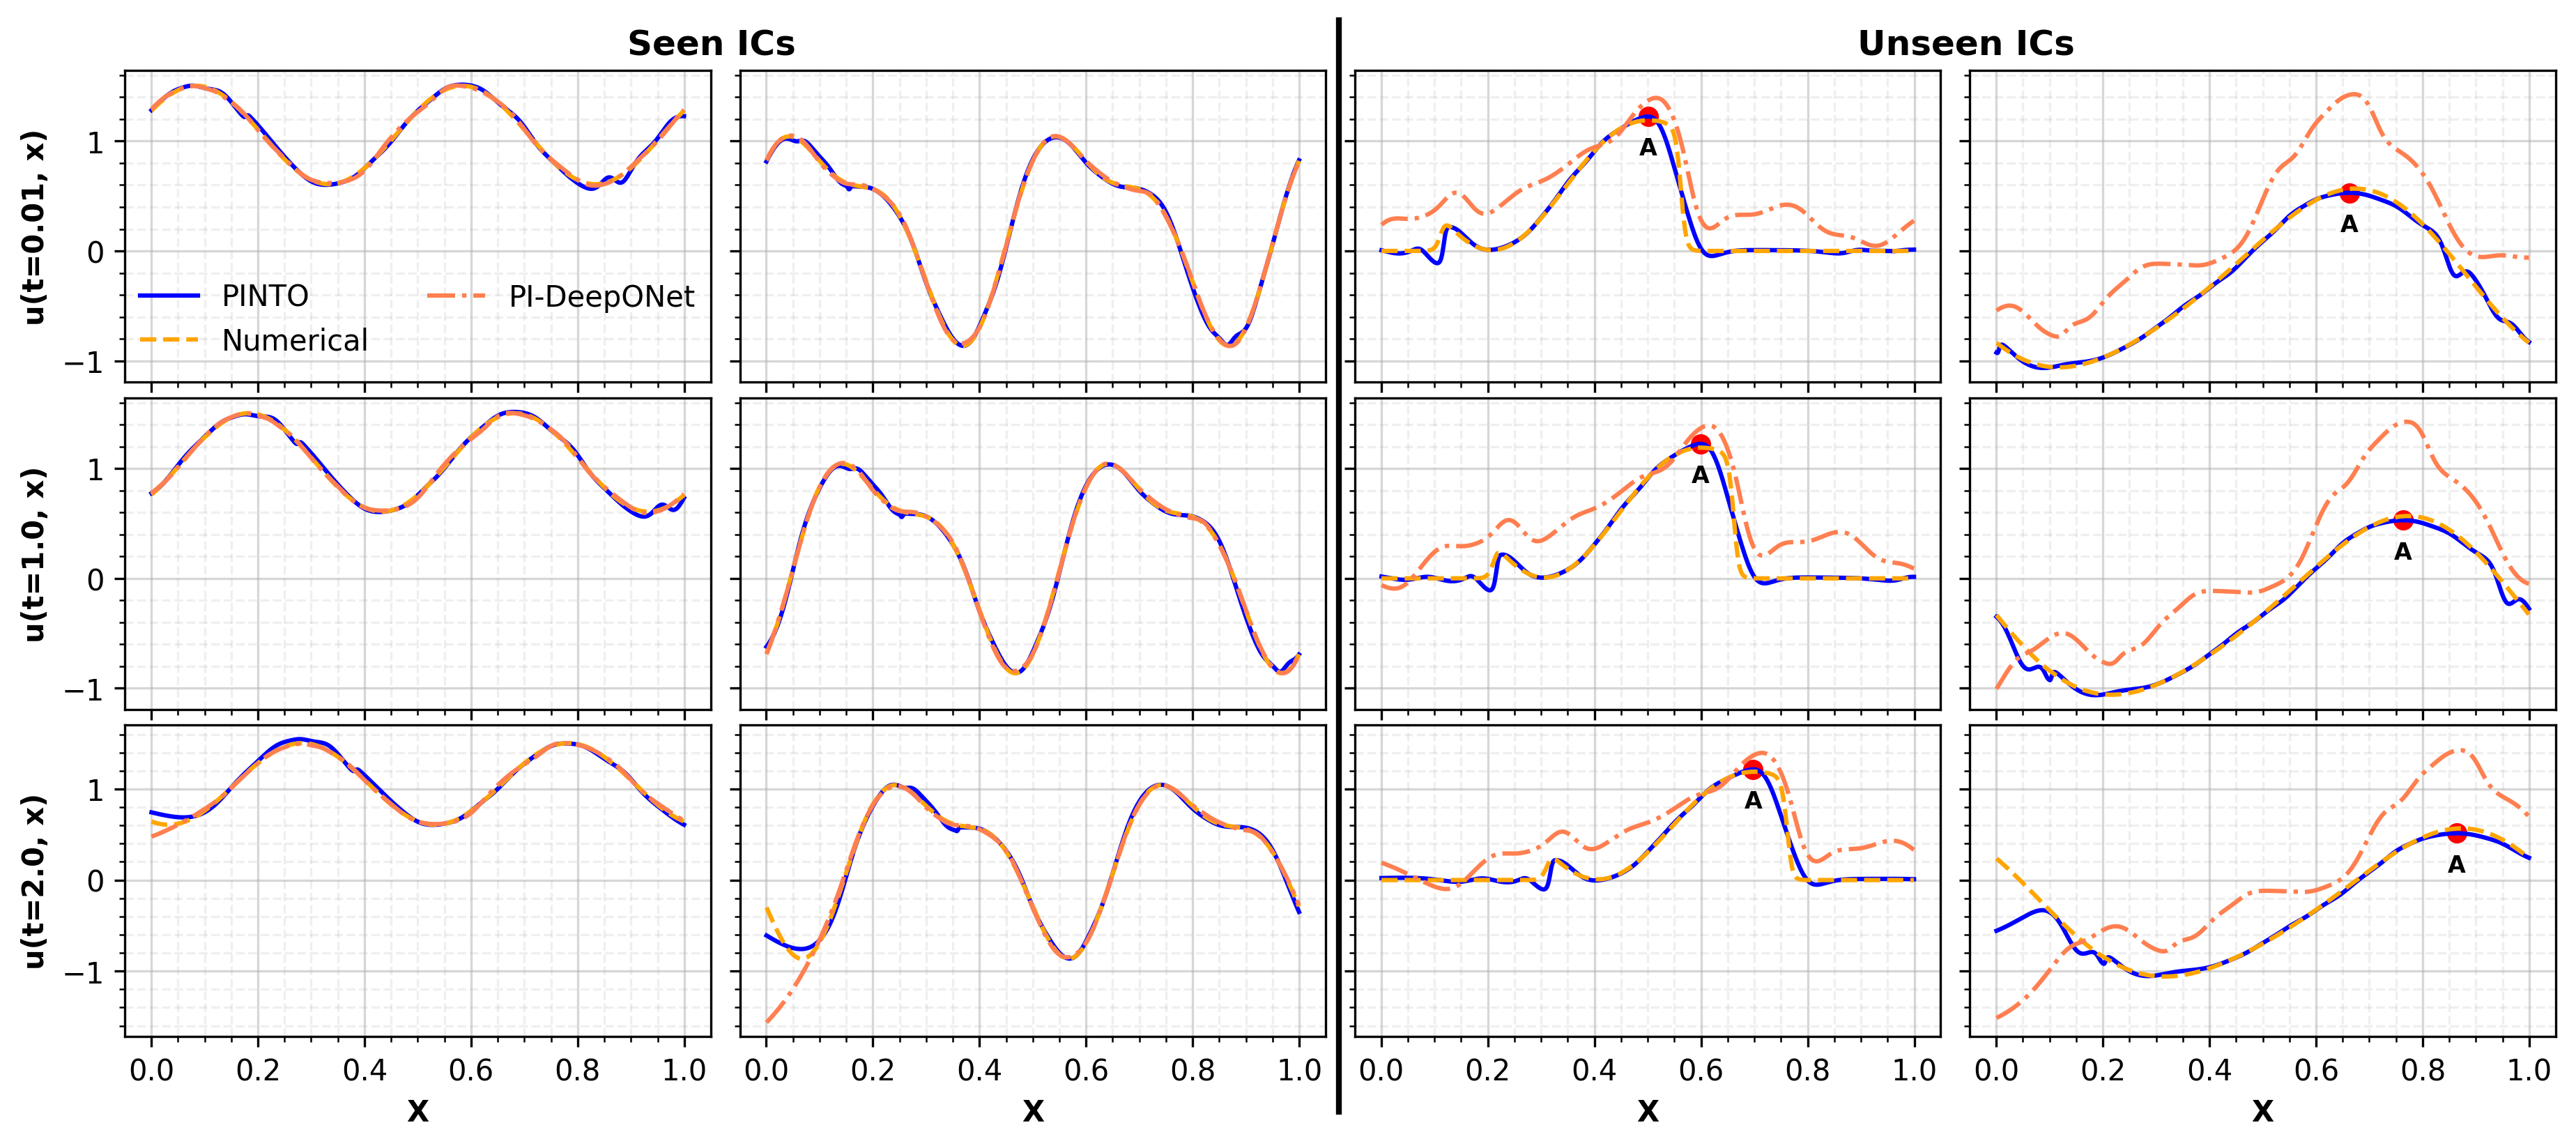 Seen ICs
Unseen ICs
u(t=0.01, x)
1
0
−1
PINTO
PI-DeepONet
Numerical
A
A
u(t=1.0, x)
1
0
−1
A
A
u(t=2.0, x)
1
0
−1
A
A
0.0 0.2 0.4 0.6 0.8 1.0
0.0 0.2 0.4 0.6 0.8 1.0
0.0 0.2 0.4 0.6 0.8 1.0
0.0 0.2 0.4 0.6 0.8 1.0
X
X
X
X